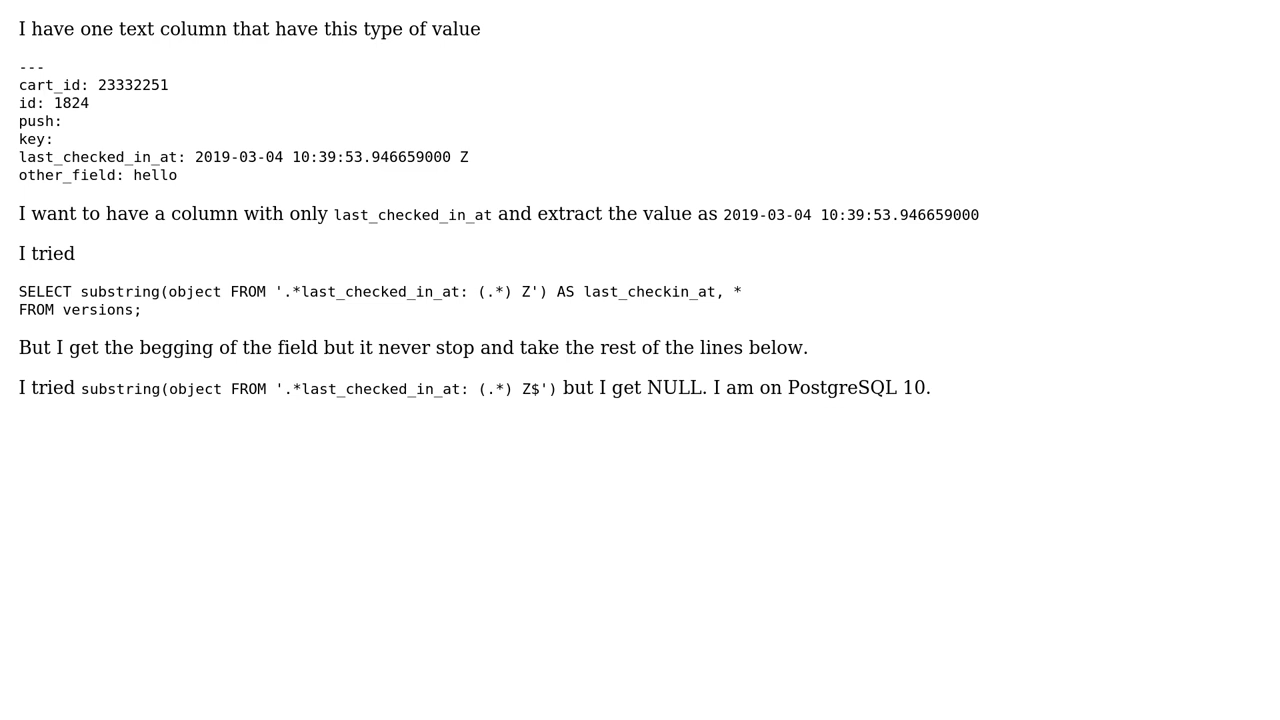 I have one text column that have this type of value
---
cart_id: 23332251
id: 1824
push:
key:
last_checked_in_at: 2019-03-04 10:39:53.946659000 Z
other_field: hello
I want to have a column with only last_checked_in_at and extract the value as 2019-03-04 10:39:53.946659000
I tried
SELECT substring(object FROM '.*last_checked_in_at: (.*) Z') AS last_checkin_at, *
FROM versions;
But I get the begging of the field but it never stop and take the rest of the lines below.
I tried substring(object FROM '.*last_checked_in_at: (.*) Z$') but I get NULL. I am on PostgreSQL 10.